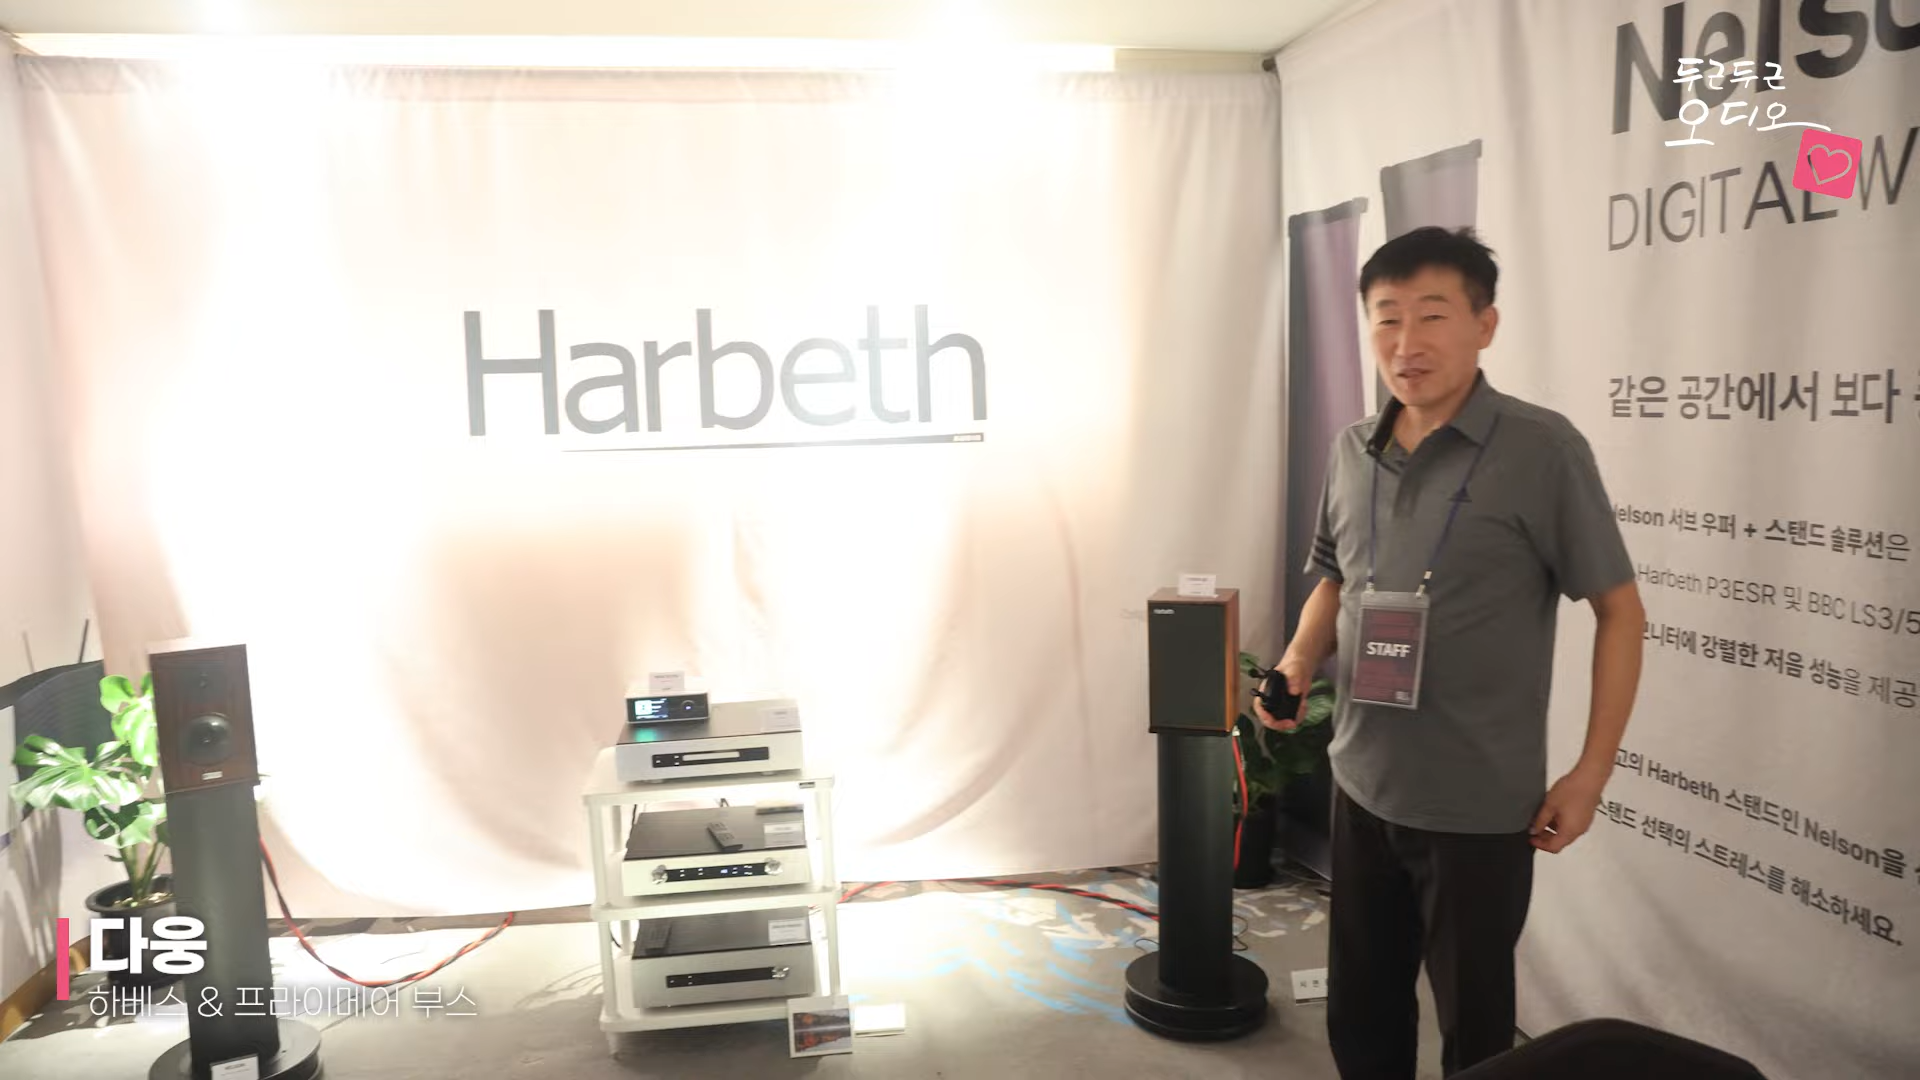 Harbeth
Nelso
DIGITAL W
두근두근
오디오
같은 공간에서 보다
Nelson 서브 우퍼 + 스탠드 솔루션은
Harbeth P3ESR 및 BBC LS3/5
모니터에 강렬한 저음 성능을 제공
Harbeth 스탠드인 Nelson을
스탠드 선택의 스트레스를 해소하세요.
STAFF
다웅
하베스 & 프라이메어 부스